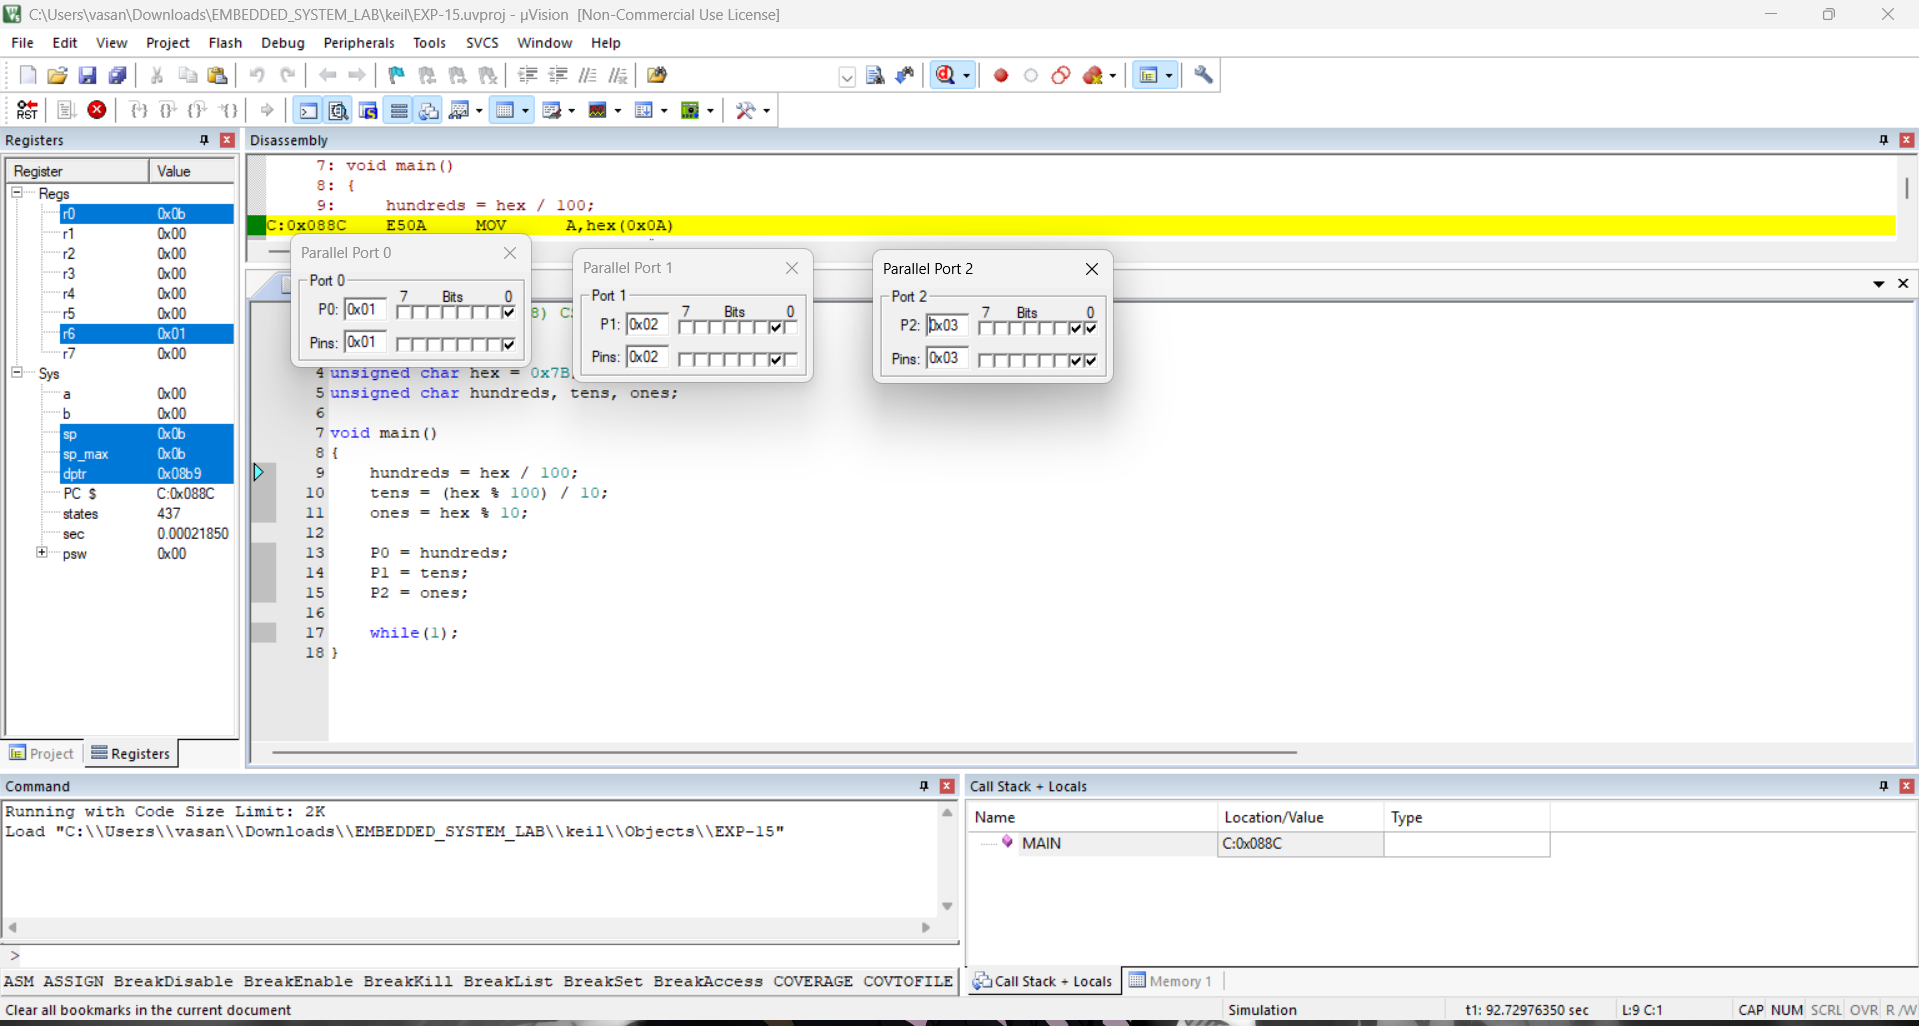 C:\Users\vasan\Downloads\EMBEDDED_SYSTEM_LAB\keil\EXP-15.uvproj - µVision [Non-Commercial Use License]
File Edit View Project Flash Debug Peripherals Tools SVCS Window Help
RST
Registers
Register Value
Regs
r0 0x0b
r1 0x00
r2 0x00
r3 0x00
r4 0x00
r5 0x00
r6 0x01
r7 0x00
Sys
a 0x00
b 0x00
sp 0x0b
sp_max 0x0b
dptr 0x08b9
PC $ C:0x088C
states 437
sec 0.00021850
psw 0x00
Project Registers
Disassembly
7: void main()
8: {
9: hundreds = hex / 100;
C:0x088C E50A MOV A,hex(0x0A)
Parallel Port 0
Port 0
7 Bits 0
P0: 0x01
Pins: 0x01
Parallel Port 1
Port 1
7 Bits 0
P1: 0x02
Pins: 0x02
Parallel Port 2
Port 2
7 Bits 0
P2: 0x03
Pins: 0x03
4 unsigned char hex = 0x7B
5 unsigned char hundreds, tens, ones;
6
7 void main()
8 {
9 hundreds = hex / 100;
10 tens = (hex % 100) / 10;
11 ones = hex % 10;
12
13 P0 = hundreds;
14 P1 = tens;
15 P2 = ones;
16
17 while(1);
18 }
Command
Running with Code Size Limit: 2K
Load "C:\\Users\\vasan\\Downloads\\EMBEDDED_SYSTEM_LAB\\keil\\Objects\\EXP-15"
>
ASM ASSIGN BreakDisable BreakEnable BreakKill BreakList BreakSet BreakAccess COVERAGE COVTOFILE
Call Stack + Locals
Name Location/Value Type
MAIN C:0x088C
Call Stack + Locals Memory 1
Clear all bookmarks in the current document
Simulation t1: 92.72976350 sec L:9 C:1 CAP NUM SCRL OVR R/W